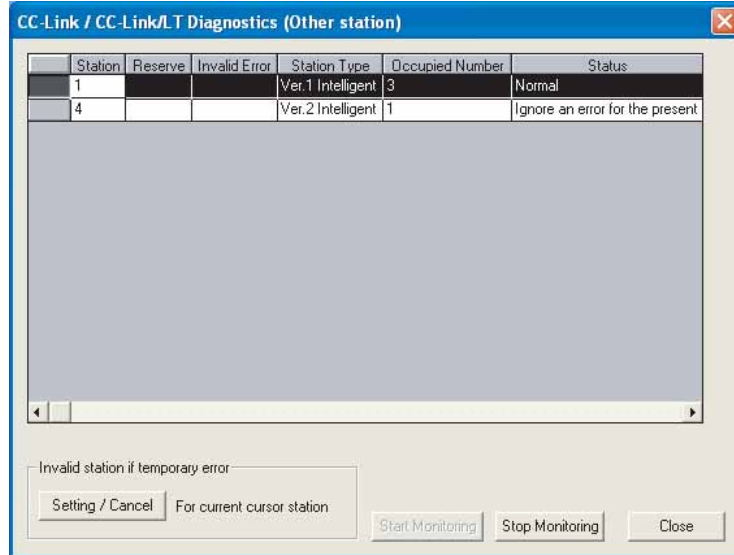 CC-Link / CC-Link/LT Diagnostics (Other station)
Station Reserve Invalid Error Station Type Occupied Number Status
1 Ver.1 Intelligent 3 Normal
4 Ver.2 Intelligent 1 Ignore an error for the present
Invalid station if temporary error
Setting / Cancel For current cursor station
Start Monitoring Stop Monitoring Close